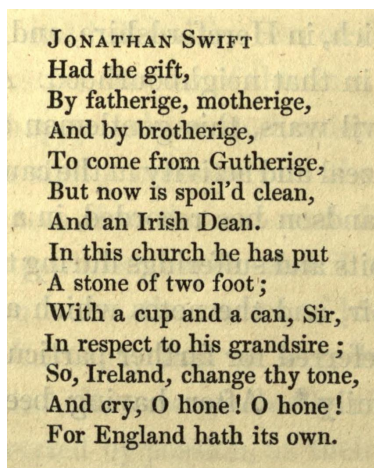 JONATHAN SWIFT
Had the gift,
By fatherige, motherige,
And by brotherige,
To come from Gutherige,
But now is spoil'd clean,
And an Irish Dean.
In this church he has put
A stone of two foot;
With a cup and a can, Sir,
In respect to his grandsire;
So, Ireland, change thy tone,
And cry, O hone! O hone!
For England hath its own.